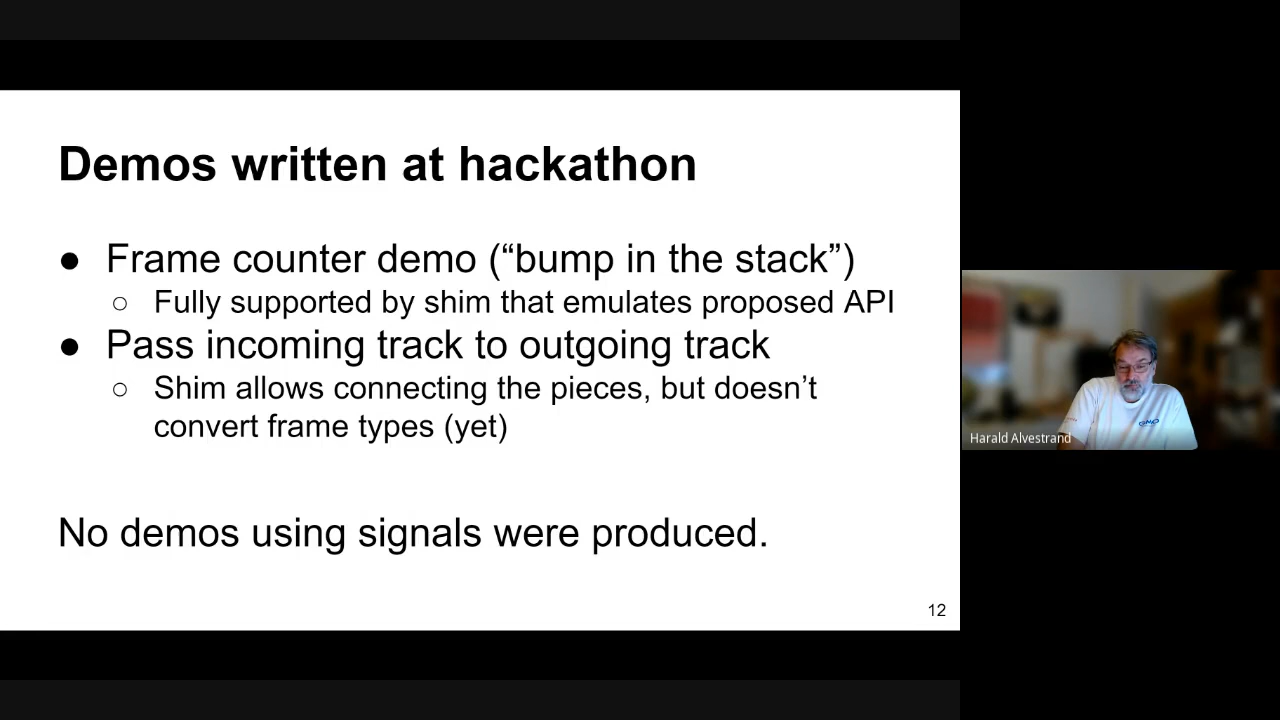 Demos written at hackathon
● Frame counter demo (“bump in the stack”)
○ Fully supported by shim that emulates proposed API
● Pass incoming track to outgoing track
○ Shim allows connecting the pieces, but doesn’t
convert frame types (yet)
No demos using signals were produced.
12
Harald Alvestrand